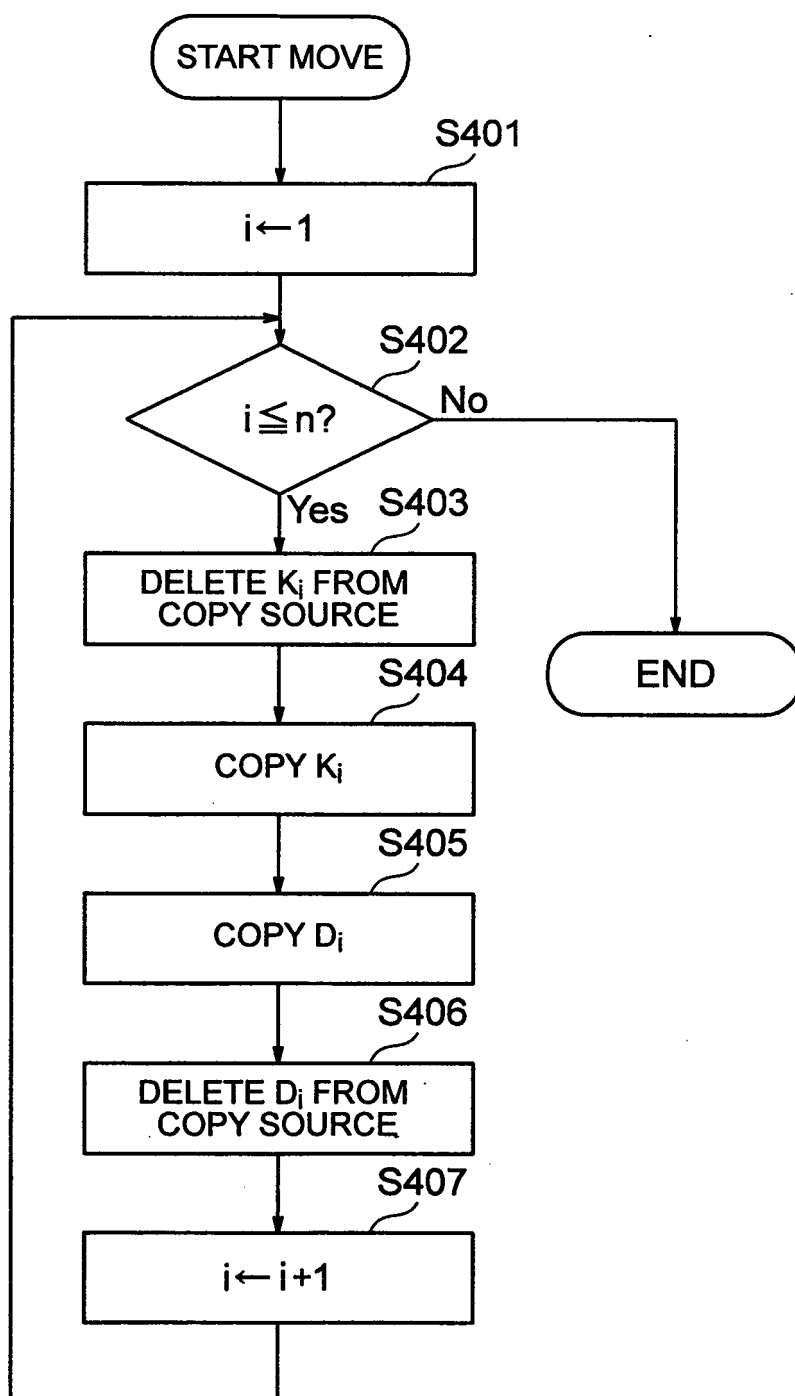 START MOVE
S401
i←1
S402
i≦n?
No
Yes
S403
DELETE Ki FROM
COPY SOURCE
END
S404
COPY Ki
S405
COPY Di
S406
DELETE Di FROM
COPY SOURCE
S407
i←i+1